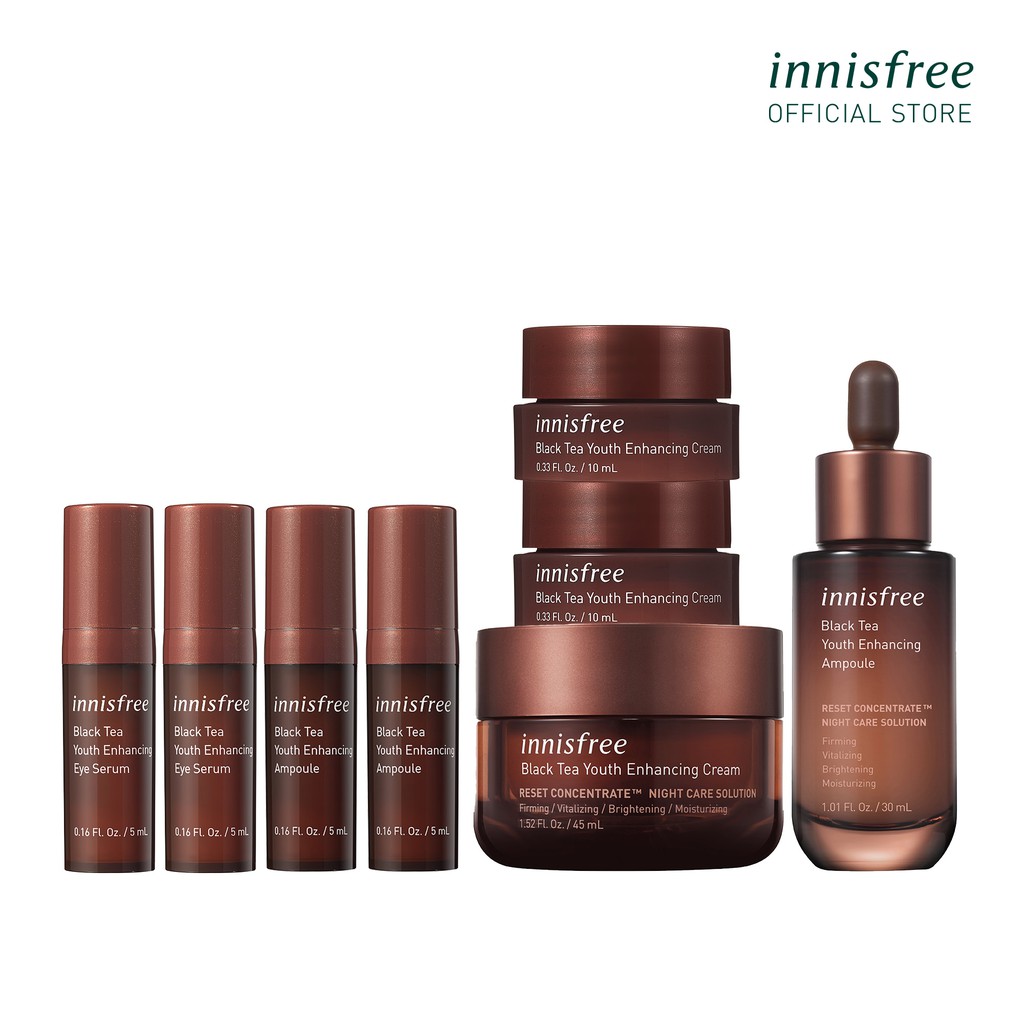 innisfree
OFFICIAL STORE
innisfree
Black Tea Youth Enhancing Cream
0.33 Fl. Oz. / 10 mL
innisfree
Black Tea Youth Enhancing Cream
0.33 Fl. Oz. / 10 mL
innisfree
Black Tea
Youth Enhancing
Eye Serum
0.16 Fl. Oz. / 5 mL
innisfree
Black Tea
Youth Enhancing
Eye Serum
0.16 Fl. Oz. / 5 mL
innisfree
Black Tea
Youth Enhancing
Ampoule
0.16 Fl. Oz. / 5 mL
innisfree
Black Tea
Youth Enhancing
Ampoule
0.16 Fl. Oz. / 5 mL
innisfree
Black Tea Youth Enhancing Cream
RESET CONCENTRATE™ NIGHT CARE SOLUTION
Firming / Vitalizing / Brightening / Moisturizing
1.52 Fl. Oz. / 45 mL
innisfree
Black Tea
Youth Enhancing
Ampoule
RESET CONCENTRATE™
NIGHT CARE SOLUTION
Firming
Vitalizing
Brightening
Moisturizing
1.01 Fl. Oz. / 30 mL